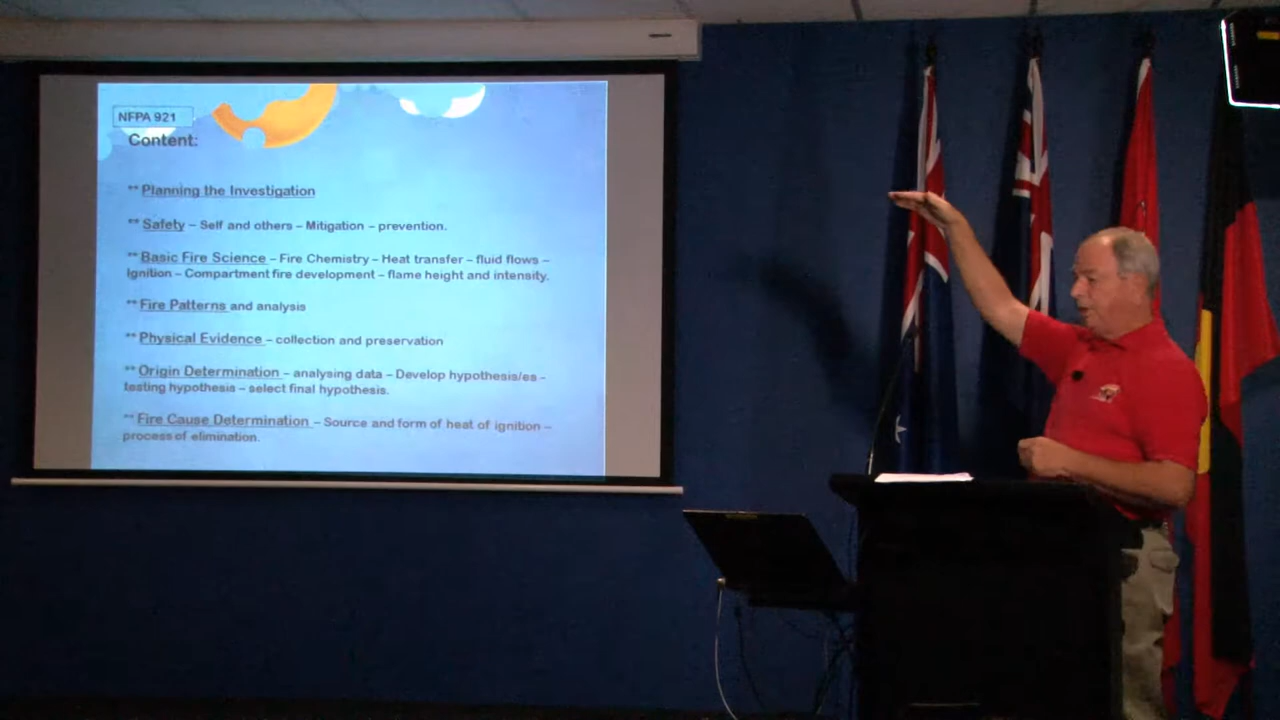 NFPA 921
Content:
** Planning the Investigation
** Safety – Self and others – Mitigation – prevention.
** Basic Fire Science – Fire Chemistry – Heat transfer – fluid flows –
Ignition – Compartment fire development – flame height and intensity.
** Fire Patterns and analysis
** Physical Evidence – collection and preservation
** Origin Determination – analysing data – Develop hypothesis/es –
testing hypothesis – select final hypothesis.
** Fire Cause Determination – Source and form of heat of ignition –
process of elimination.